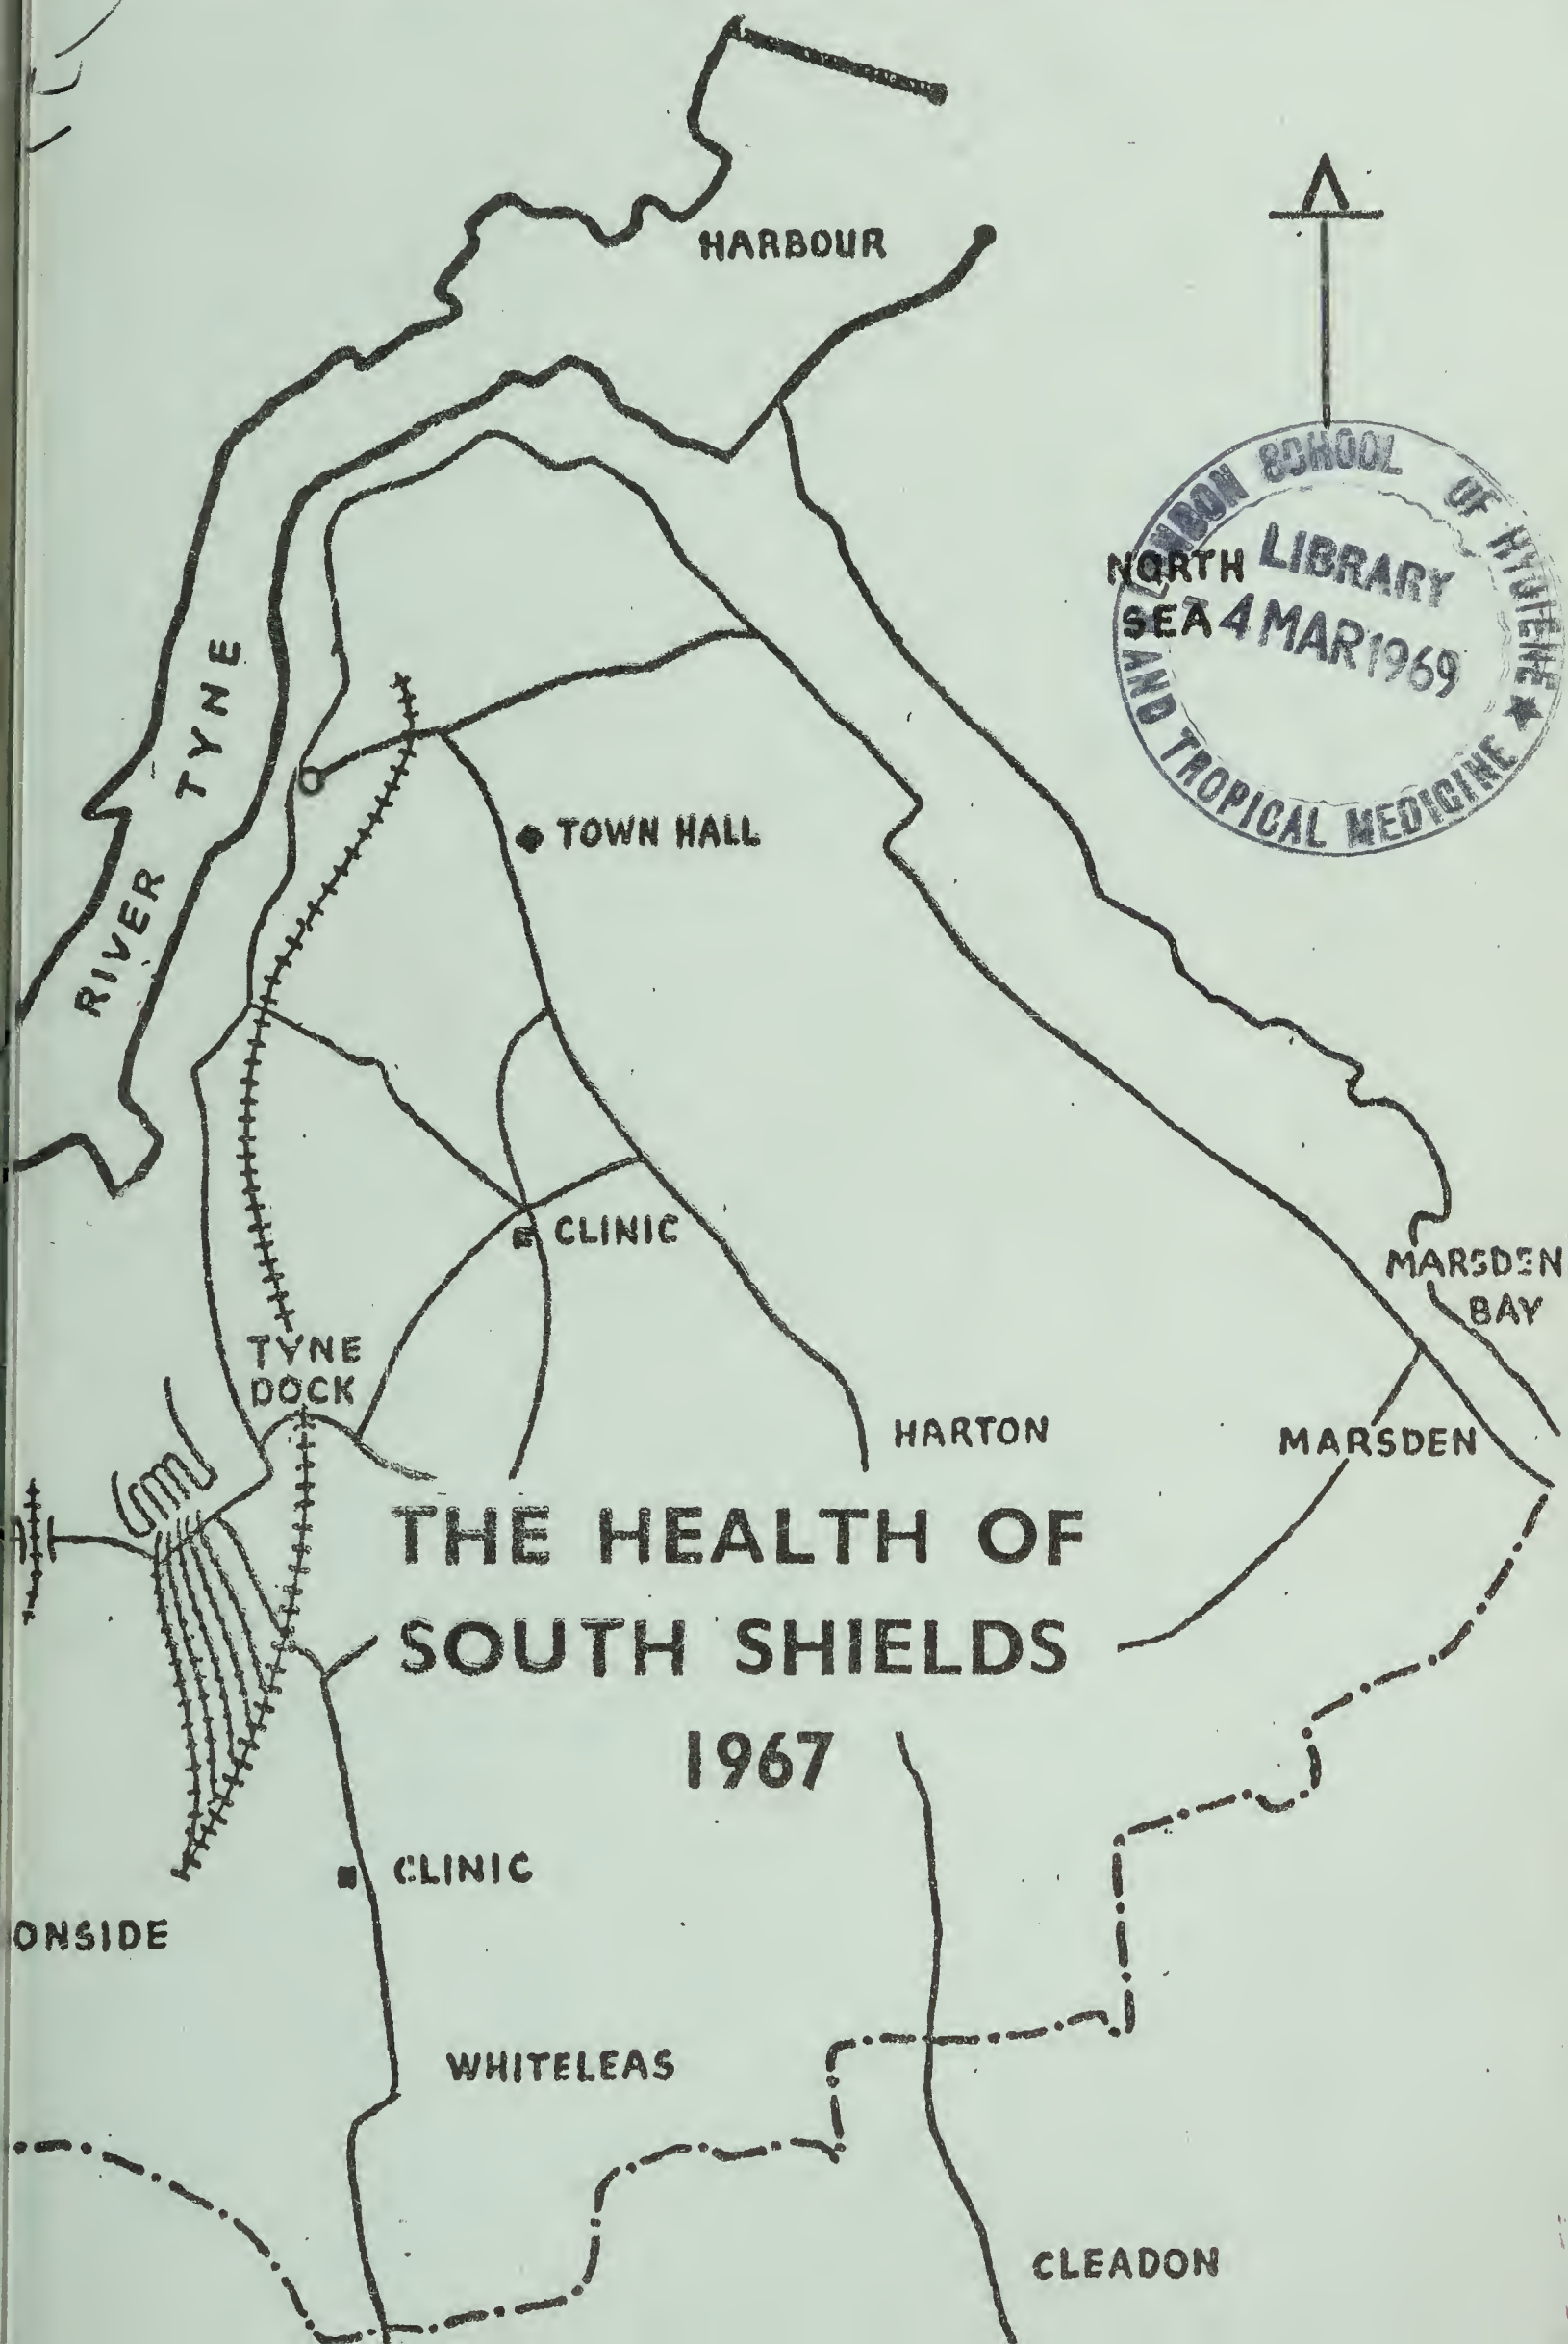 HARBOUR
LONDON SCHOOL OF HYGIENE AND TROPICAL MEDICINE ★
LIBRARY
4 MAR 1969
NORTH
SEA
RIVER TYNE
TOWN HALL
CLINIC
MARSDEN
BAY
TYNE
DOCK
HARTON
MARSDEN
THE HEALTH OF
SOUTH SHIELDS
1967
CLINIC
ONSIDE
WHITELEAS
CLEADON